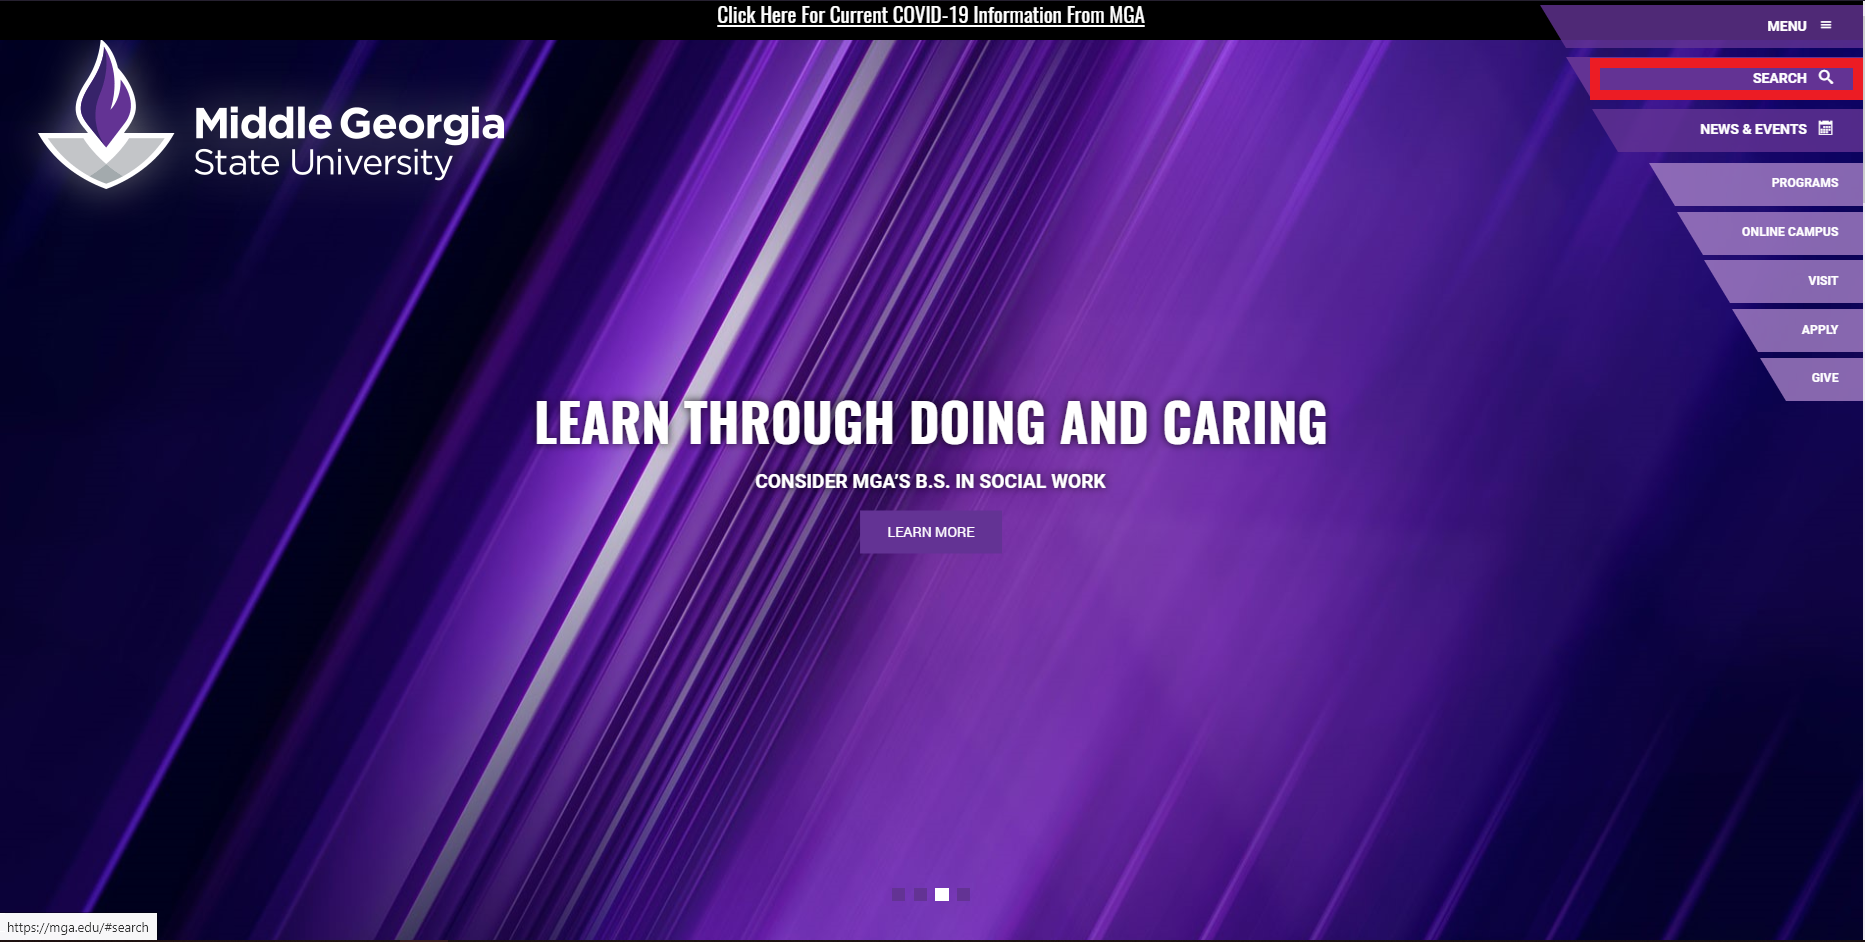 Click Here For Current COVID-19 Information From MGA
MENU
SEARCH
NEWS & EVENTS
PROGRAMS
ONLINE CAMPUS
VISIT
APPLY
GIVE
Middle Georgia
State University
LEARN THROUGH DOING AND CARING
CONSIDER MGA'S B.S. IN SOCIAL WORK
LEARN MORE
https://mga.edu/#search